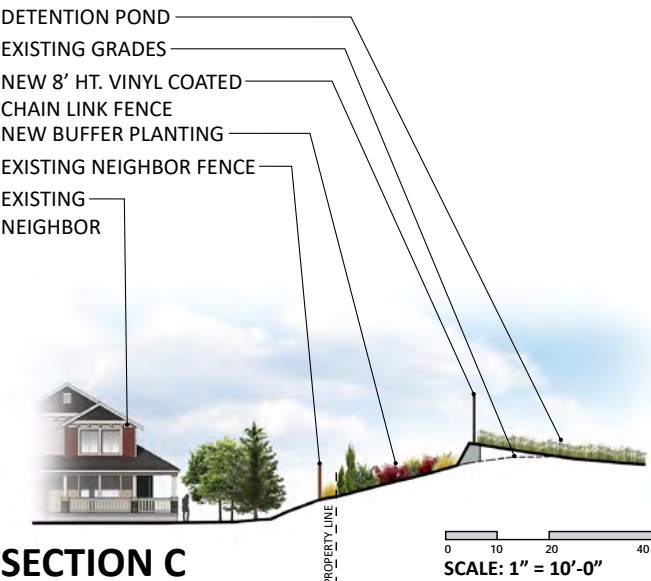 DETENTION POND
EXISTING GRADES
NEW 8’ HT. VINYL COATED
CHAIN LINK FENCE
NEW BUFFER PLANTING
EXISTING NEIGHBOR FENCE
EXISTING
NEIGHBOR
PROPERTY LINE
SECTION C
0 10 20 40
SCALE: 1” = 10’-0”